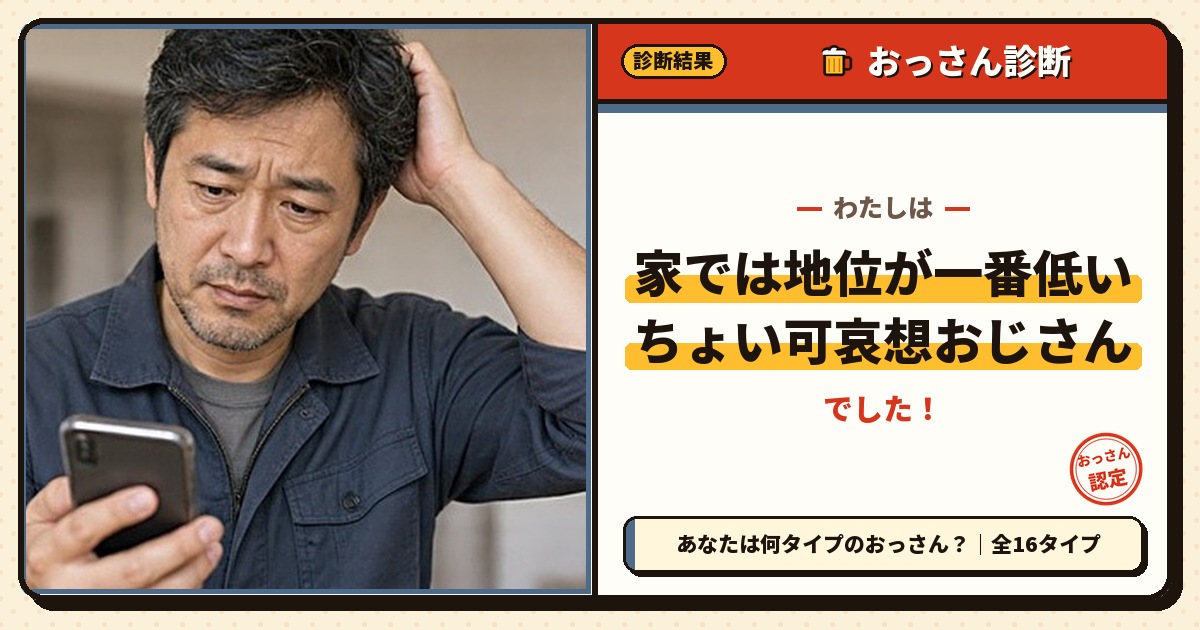 診断結果
おっさん診断
わたしは
家では地位が一番低い
ちょい可哀想おじさん
でした！
おっさん
認定
あなたは何タイプのおっさん？｜全16タイプ